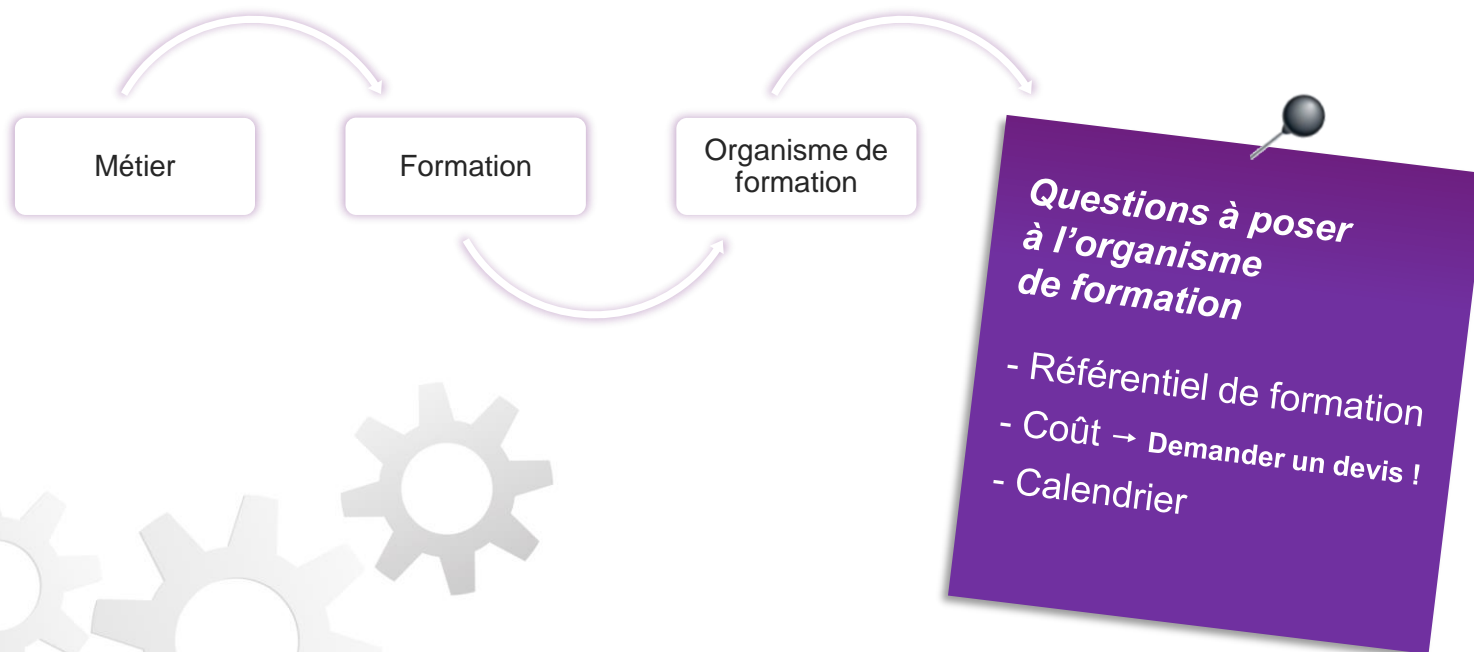 Métier
Formation
Organisme de
formation
Questions à poser
à l’organisme
de formation
- Référentiel de formation
- Coût → Demander un devis !
- Calendrier